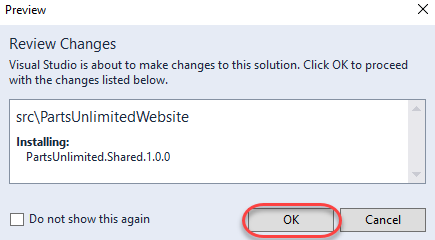 Preview
Review Changes
Visual Studio is about to make changes to this solution. Click OK to proceed
with the changes listed below.
src\PartsUnlimitedWebsite
Installing:
PartsUnlimited.Shared.1.0.0
Do not show this again
OK
Cancel